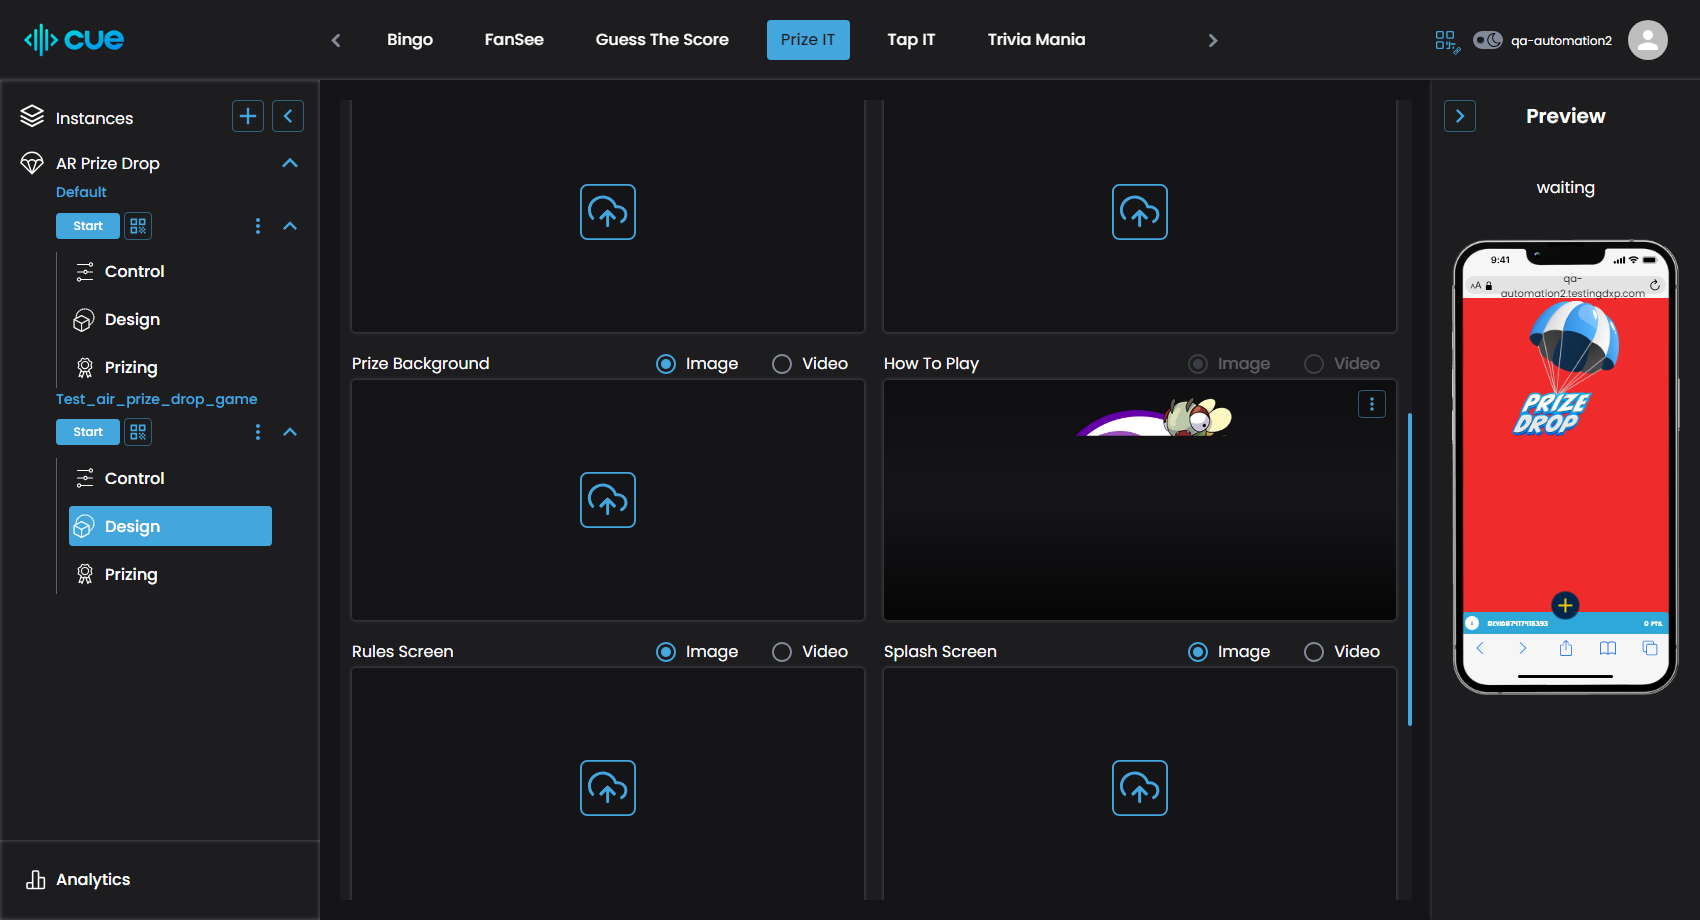 cue
Bingo
FanSee
Guess The Score
Prize IT
Tap IT
Trivia Mania
qa-automation2
Instances
AR Prize Drop
Default
Start
Control
Design
Prizing
Test_air_prize_drop_game
Start
Control
Design
Prizing
Analytics
Prize Background
Image
Video
How To Play
Image
Video
Rules Screen
Image
Video
Splash Screen
Image
Video
Preview
waiting
9:41
AA
qa-
automation2.testingdxp.com
PRIZE
DROP
0 PTS.